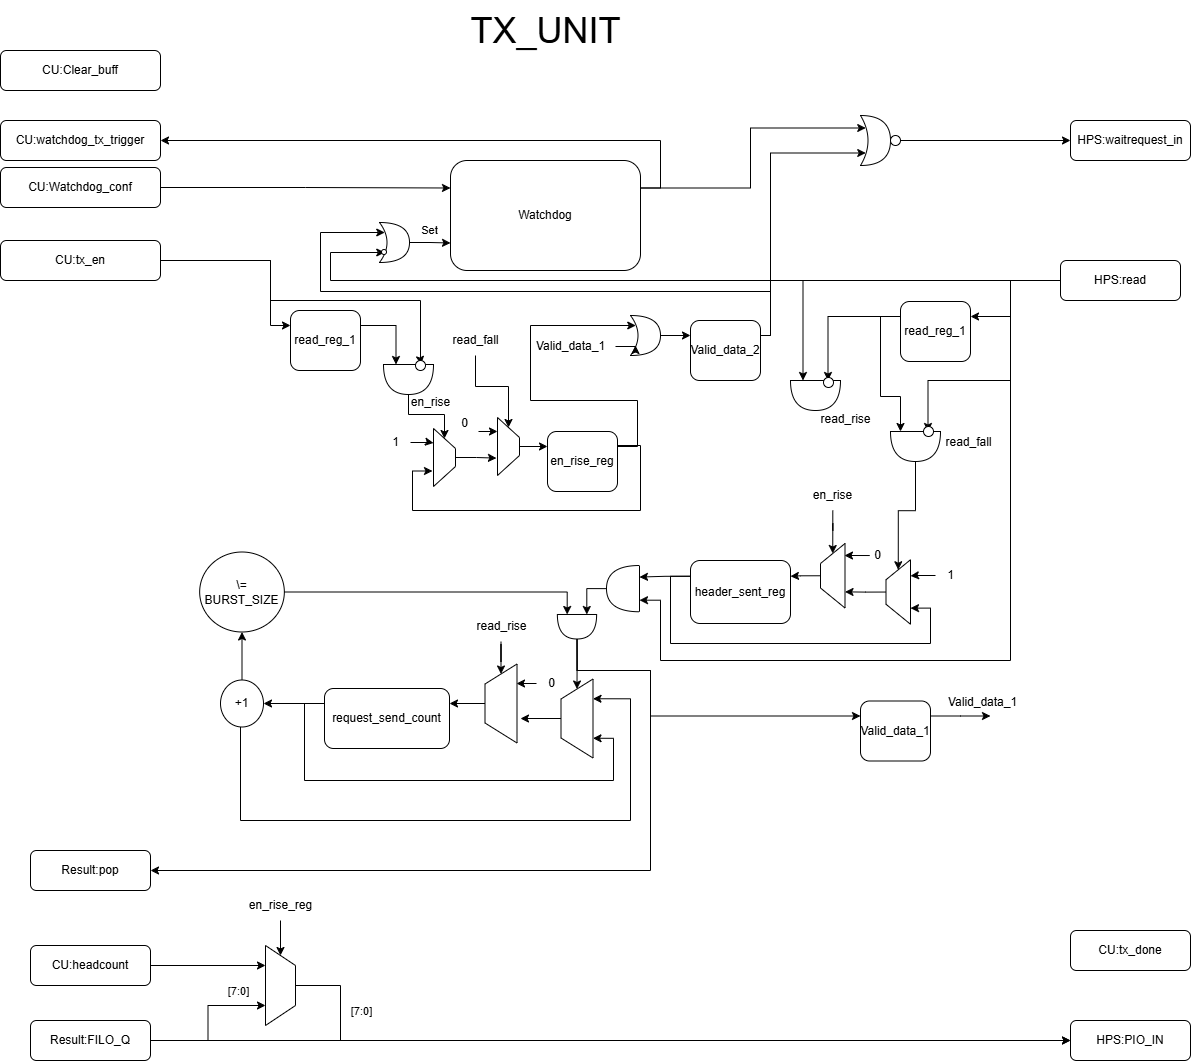 TX_UNIT
CU:Clear_buff
CU:watchdog_tx_trigger
HPS:waitrequest_in
CU:Watchdog_conf
Watchdog
Set
CU:tx_en
HPS:read
read_reg_1
read_fall
Valid_data_1
Valid_data_2
read_reg_1
en_rise
read_rise
0
1
en_rise_reg
read_fall
en_rise
0
1
\=
BURST_SIZE
header_sent_reg
read_rise
0
+1
request_send_count
Valid_data_1
Valid_data_1
Result:pop
en_rise_reg
CU:headcount
CU:tx_done
[7:0]
[7:0]
Result:FILO_Q
HPS:PIO_IN